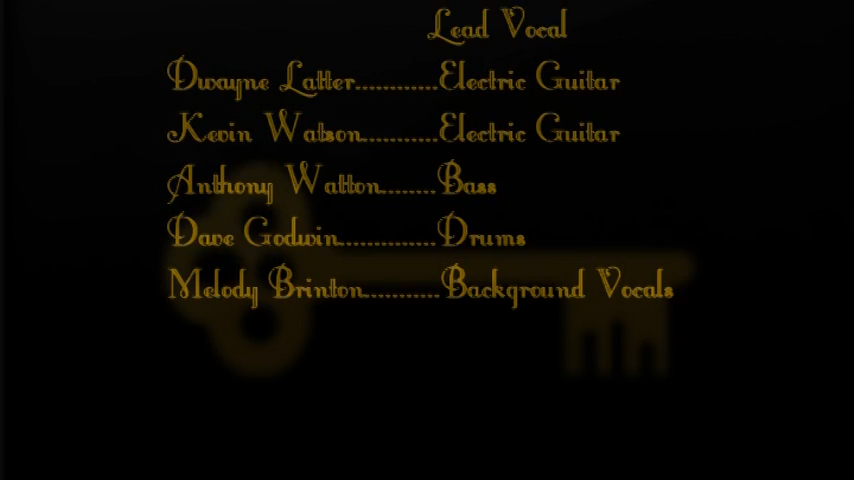 Lead Vocal
Dwayne Latter............Electric Guitar
Kevin Watson...........Electric Guitar
Anthony Watton........Bass
Dave Godwin..............Drums
Melody Brinton...........Background Vocals